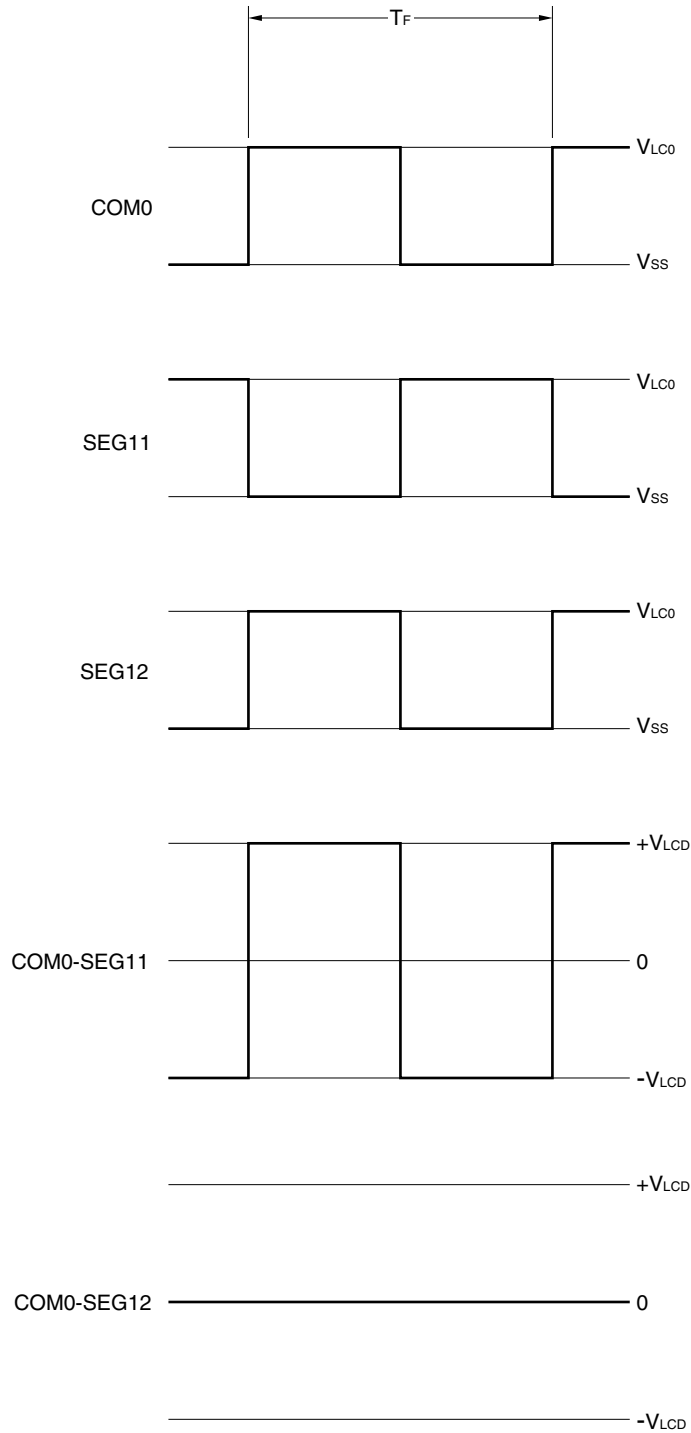 TF
VLC0
COM0
VSS
VLC0
SEG11
VSS
VLC0
SEG12
VSS
+VLCD
COM0-SEG11
0
-VLCD
+VLCD
COM0-SEG12
0
-VLCD